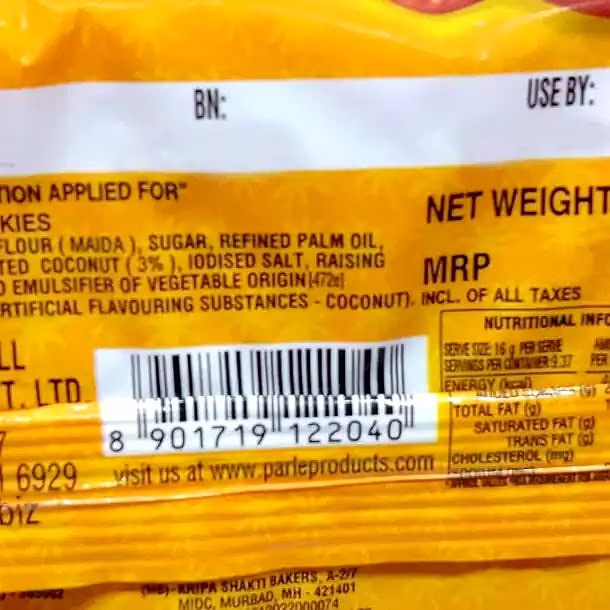 BN:
USE BY:
TION APPLIED FOR"
KIES
NET WEIGHT
FLOUR ( MAIDA ), SUGAR, REFINED PALM OIL,
TED COCONUT ( 3% ), IODISED SALT, RAISING
D EMULSIFIER OF VEGETABLE ORIGIN [472e]
RTIFICIAL FLAVOURING SUBSTANCES - COCONUT).
MRP
INCL. OF ALL TAXES
NUTRITIONAL INFO
SERVE SIZE: 16 g PER SERVE
SERVINGS PER CONTAINER: 9.37
PER
ENERGY (kcal)
TOTAL FAT (g)
SATURATED FAT (g)
TRANS FAT (g)
CHOLESTEROL (mg)
LL
T. LTD
8 901719 122040
visit us at www.parleproducts.com
7
6929
biz
KRIPA SHAKTI BAKERS, A-2/7
MIDC, MURBAD, MH - 421401